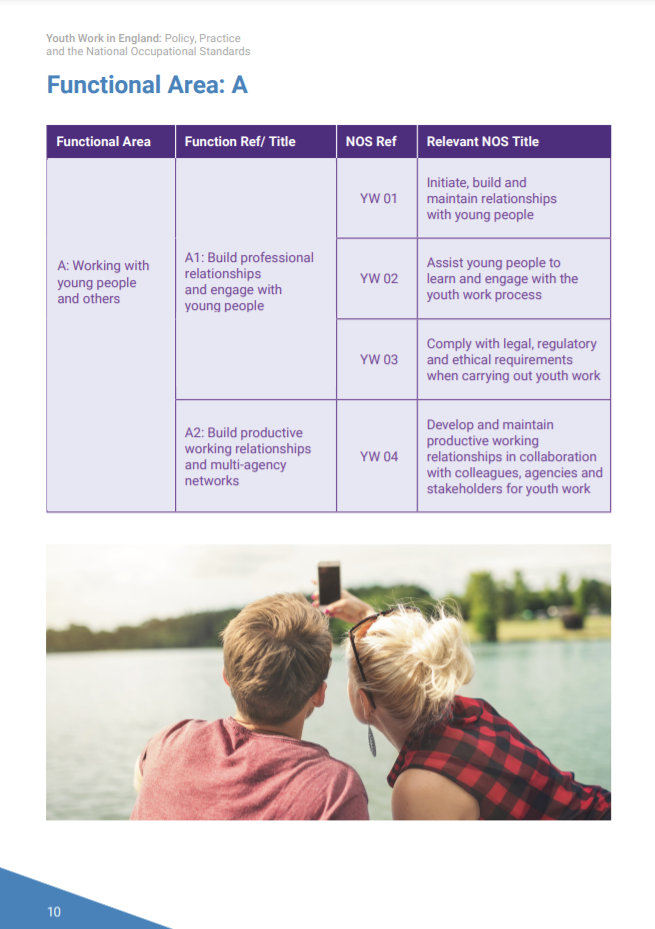 Youth Work in England: Policy, Practice
and the National Occupational Standards
Functional Area: A
Functional Area
Function Ref/ Title
NOS Ref
Relevant NOS Title
A: Working with
young people
and others
A1: Build professional
relationships
and engage with
young people
YW 01
Initiate, build and
maintain relationships
with young people
YW 02
Assist young people to
learn and engage with the
youth work process
YW 03
Comply with legal, regulatory
and ethical requirements
when carrying out youth work
A2: Build productive
working relationships
and multi-agency
networks
YW 04
Develop and maintain
productive working
relationships in collaboration
with colleagues, agencies and
stakeholders for youth work
10